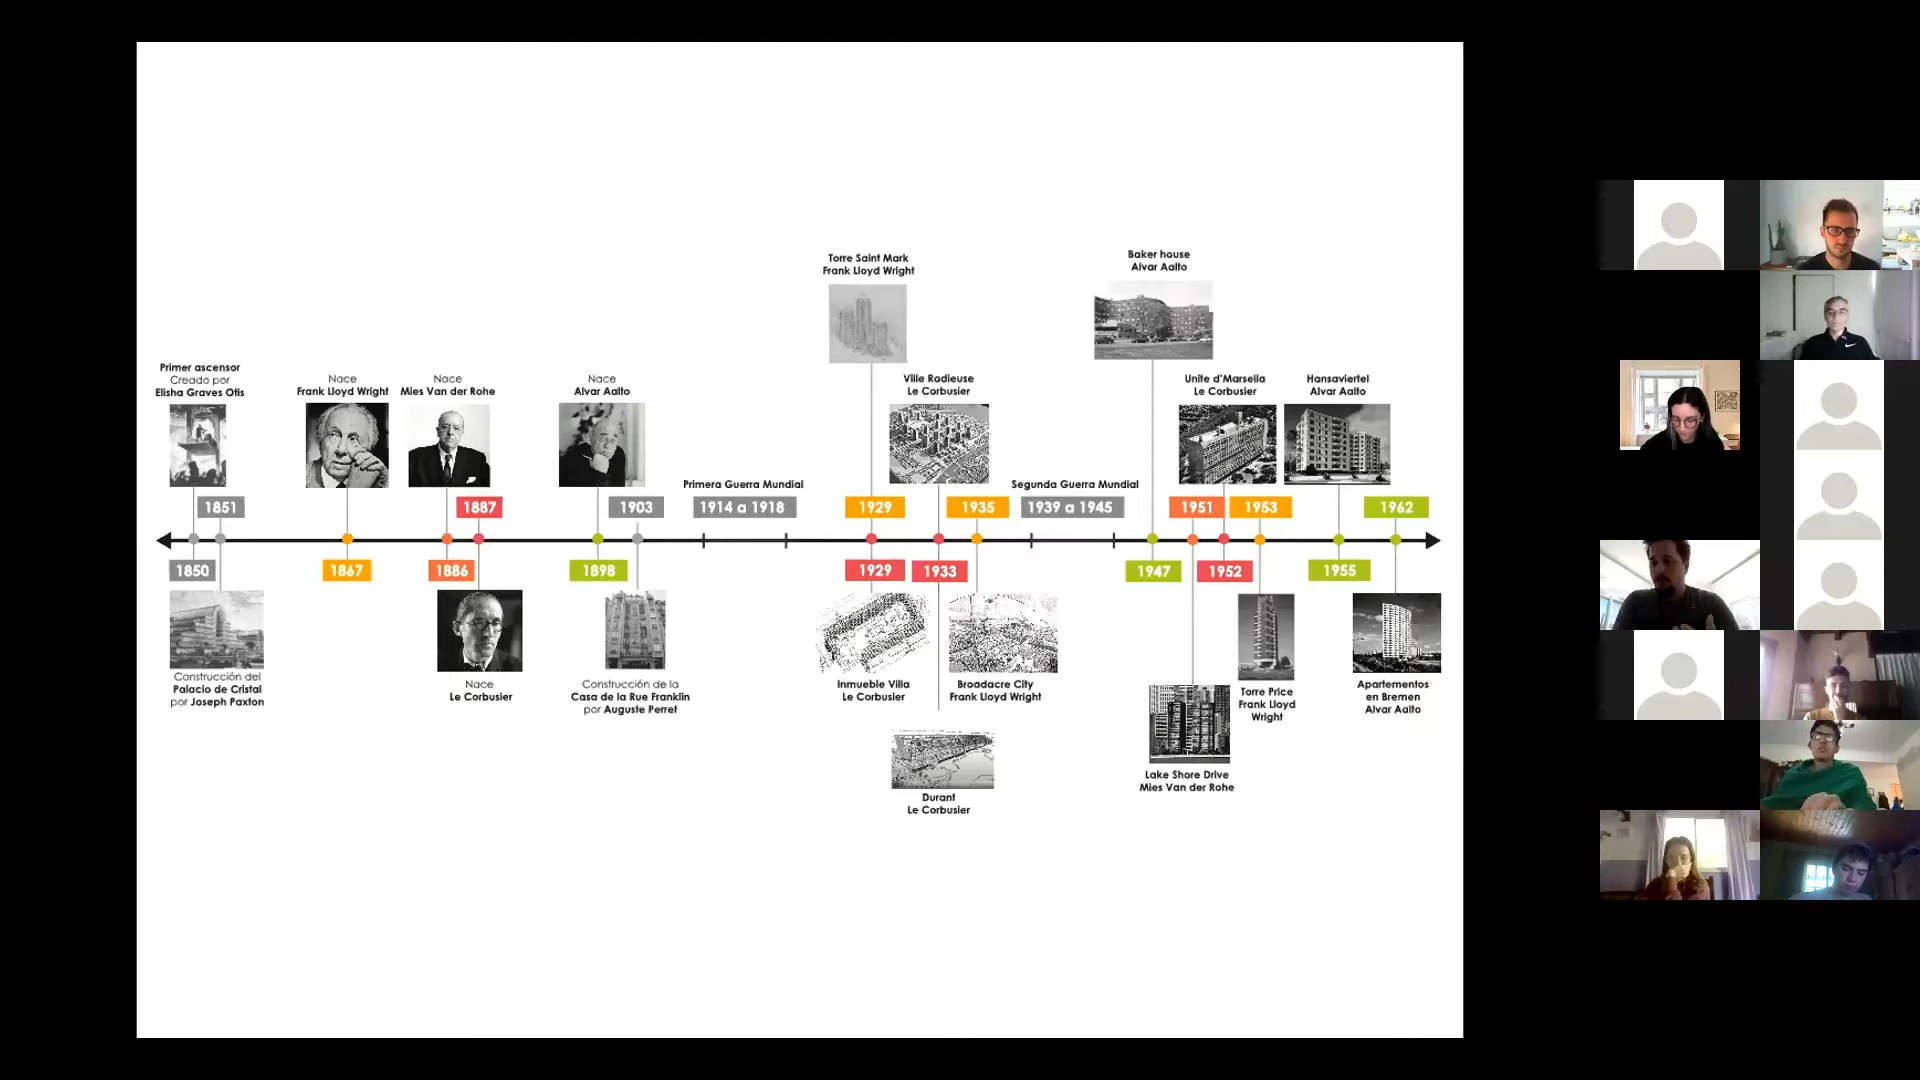 Torre Saint Mark
Frank Lloyd Wright
Baker house
Alvar Aalto
Primer ascensor
Creado por
Elisha Graves Otis
Nace
Frank Lloyd Wright
Nace
Mies Van der Rohe
Nace
Alvar Aalto
Ville Radieuse
Le Corbusier
Unite d'Marsella
Le Corbusier
Hansaviertel
Alvar Aalto
Primera Guerra Mundial
Segunda Guerra Mundial
1851
1887
1903
1914 a 1918
1929
1935
1939 a 1945
1951
1953
1962
1850
1867
1886
1898
1929
1933
1947
1952
1955
Construcción del
Palacio de Cristal
por Joseph Paxton
Nace
Le Corbusier
Construcción de la
Casa de la Rue Franklin
por Auguste Perret
Inmueble Villa
Le Corbusier
Broadacre City
Frank Lloyd Wright
Torre Price
Frank Lloyd
Wright
Apartementos
en Bremen
Alvar Aalto
Lake Shore Drive
Mies Van der Rohe
Durant
Le Corbusier